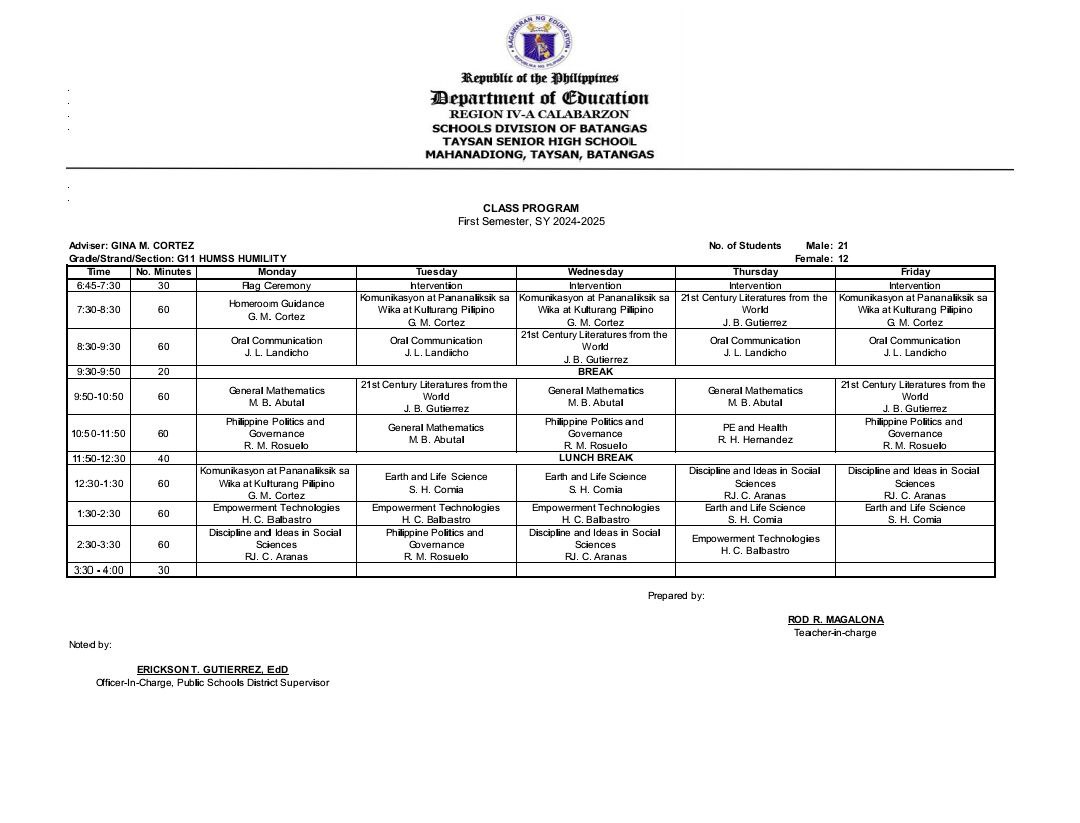 KAGAWARAN NG EDUKASYON
REPUBLIKA NG PILIPINAS
Republic of the Philippines
Department of Education
REGION IV-A CALABARZON
SCHOOLS DIVISION OF BATANGAS
TAYSAN SENIOR HIGH SCHOOL
MAHANADIONG, TAYSAN, BATANGAS
CLASS PROGRAM
First Semester, SY 2024-2025
Adviser: GINA M. CORTEZ No. of Students Male: 21
Grade/Strand/Section: G11 HUMSS HUMILITY Female: 12
Time No. Minutes Monday Tuesday Wednesday Thursday Friday
6:45-7:30 30 Flag Ceremony Intervention Intervention Intervention Intervention
Komunikasyon at Pananaliksik sa Komunikasyon at Pananaliksik sa 21st Century Literatures from the Komunikasyon at Pananaliksik sa
7:30-8:30 60 Homeroom Guidance Wika at Kulturang Pilipino Wika at Kulturang Pilipino World Wika at Kulturang Pilipino
G. M. Cortez G. M. Cortez G. M. Cortez J. B. Gutierrez G. M. Cortez
21st Century Literatures from the
8:30-9:30 60 Oral Communication Oral Communication World Oral Communication Oral Communication
J. L. Landicho J. L. Landicho J. B. Gutierrez J. L. Landicho J. L. Landicho
9:30-9:50 20 BREAK
21st Century Literatures from the 21st Century Literatures from the
9:50-10:50 60 General Mathematics World General Mathematics General Mathematics World
M. B. Abutal J. B. Gutierrez M. B. Abutal M. B. Abutal J. B. Gutierrez
Philippine Politics and Philippine Politics and Philippine Politics and
10:50-11:50 60 Governance General Mathematics Governance PE and Health Governance
R. M. Rosuelo M. B. Abutal R. M. Rosuelo R. H. Hernandez R. M. Rosuelo
11:50-12:30 40 LUNCH BREAK
Komunikasyon at Pananaliksik sa Discipline and Ideas in Social Discipline and Ideas in Social
12:30-1:30 60 Wika at Kulturang Pilipino Earth and Life Science Earth and Life Science Sciences Sciences
G. M. Cortez S. H. Comia S. H. Comia RJ. C. Aranas RJ. C. Aranas
1:30-2:30 60 Empowerment Technologies Empowerment Technologies Empowerment Technologies Earth and Life Science Earth and Life Science
H. C. Balbastro H. C. Balbastro H. C. Balbastro S. H. Comia S. H. Comia
Discipline and Ideas in Social Philippine Politics and Discipline and Ideas in Social
2:30-3:30 60 Sciences Governance Sciences Empowerment Technologies
RJ. C. Aranas R. M. Rosuelo RJ. C. Aranas H. C. Balbastro
3:30 - 4:00 30
Prepared by:
ROD R. MAGALONA
Teacher-in-charge
Noted by:
ERICKSON T. GUTIERREZ, EdD
Officer-In-Charge, Public Schools District Supervisor